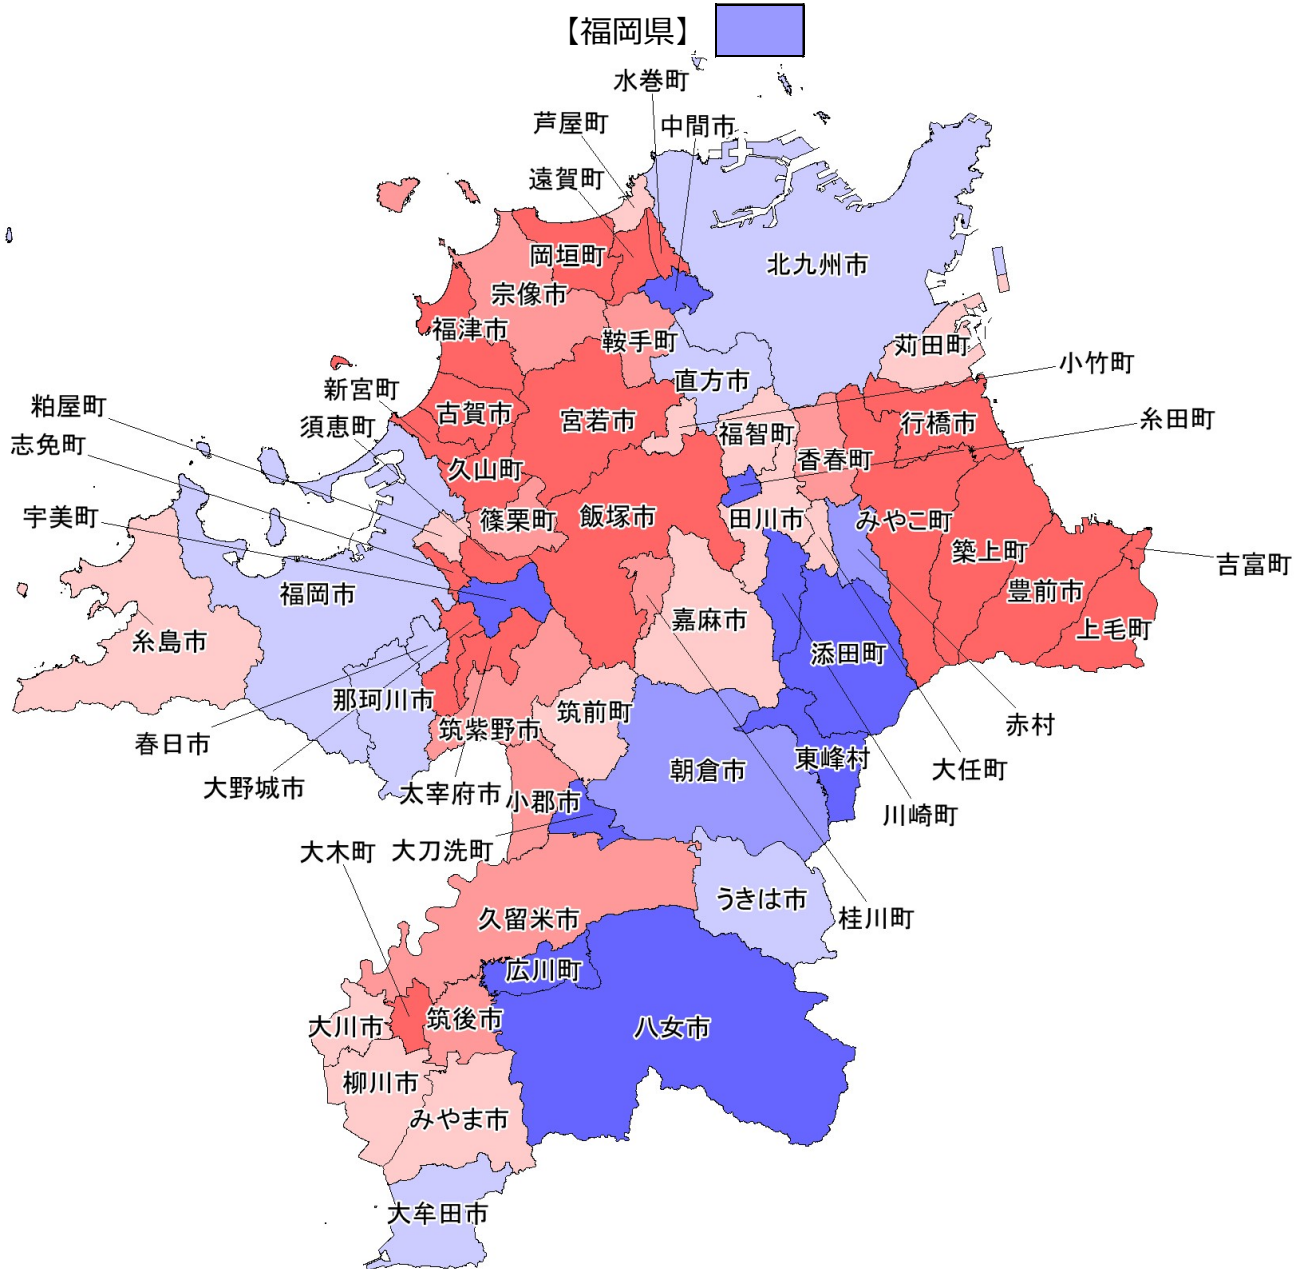 【福岡県】
水巻町
芦屋町
中間市
遠賀町
岡垣町
北九州市
宗像市
福津市
鞍手町
苅田町
小竹町
直方市
新宮町
粕屋町
古賀市
宮若市
行橋市
糸田町
須恵町
福智町
志免町
香春町
久山町
宇美町
篠栗町
飯塚市
田川市
みやこ町
築上町
吉富町
福岡市
豊前市
嘉麻市
上毛町
糸島市
添田町
那珂川市
筑前町
赤村
筑紫野市
春日市
東峰村
朝倉市
大任町
大野城市
太宰府市
小郡市
川崎町
大木町
大刀洗町
うきは市
久留米市
桂川町
広川町
大川市
筑後市
八女市
柳川市
みやま市
大牟田市